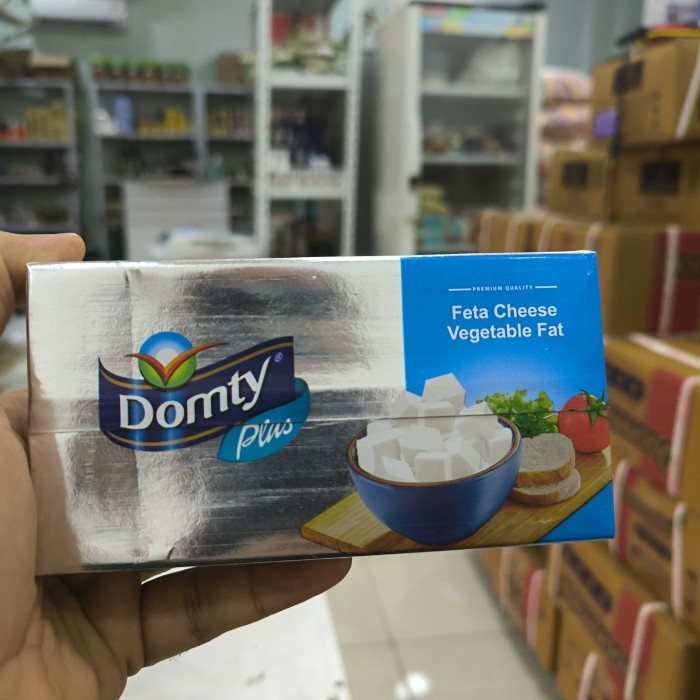 PREMIUM QUALITY
Feta Cheese
Vegetable Fat
Domty®
Plus